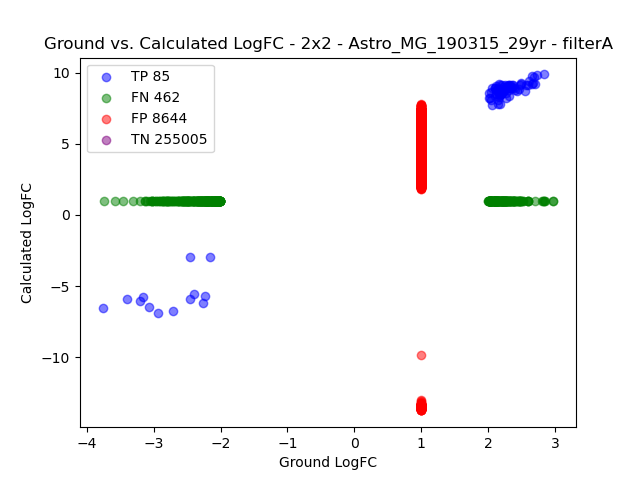 Ground vs. Calculated LogFC - 2x2 - Astro_MG_190315_29yr - filterA
TP 85
FN 462
FP 8644
TN 255005
10
5
0
−5
−10
Calculated LogFC
−4
−3
−2
−1
0
1
2
3
Ground LogFC